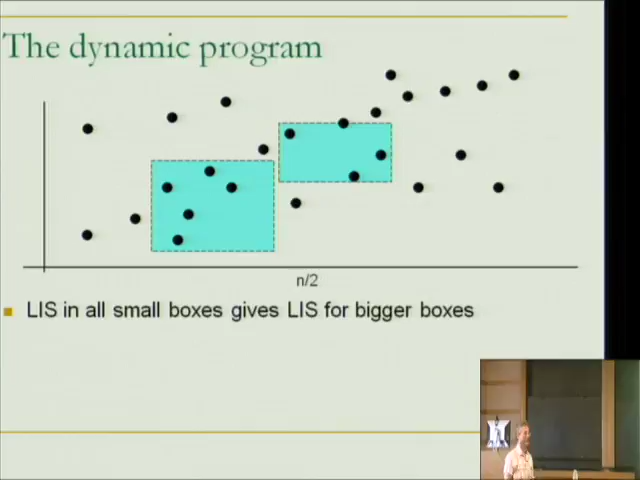 The dynamic program
n/2
LIS in all small boxes gives LIS for bigger boxes